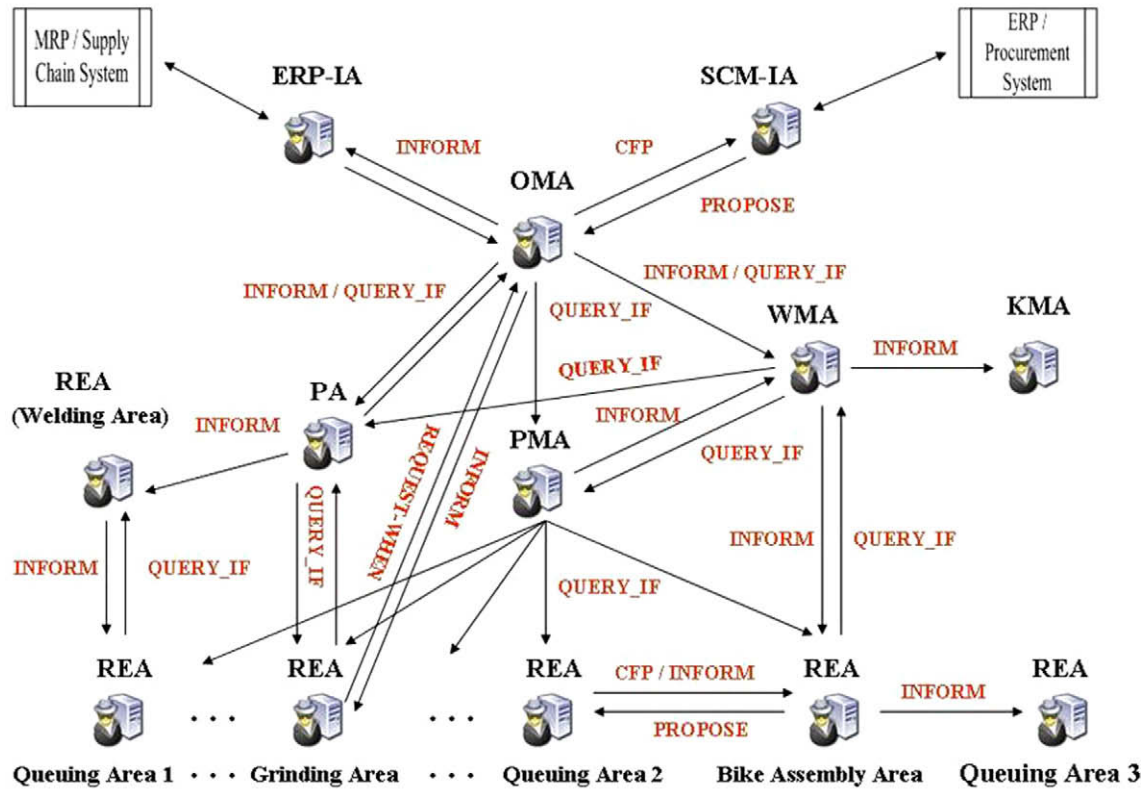 MRP / Supply
Chain System
ERP /
Procurement
System
ERP-IA
SCM-IA
INFORM
CFP
OMA
PROPOSE
INFORM / QUERY_IF
INFORM / QUERY_IF
QUERY_IF
WMA
KMA
QUERY_IF
INFORM
REA
(Welding Area)
PA
INFORM
INFORM
PMA
QUERY_IF
REQUEST-WHEN
INFORM
QUERY_IF
INFORM
QUERY_IF
INFORM
QUERY_IF
QUERY_IF
REA
REA
REA
REA
REA
CFP / INFORM
INFORM
PROPOSE
. . .
. . .
Queuing Area 1 . . . Grinding Area . . . Queuing Area 2 Bike Assembly Area Queuing Area 3